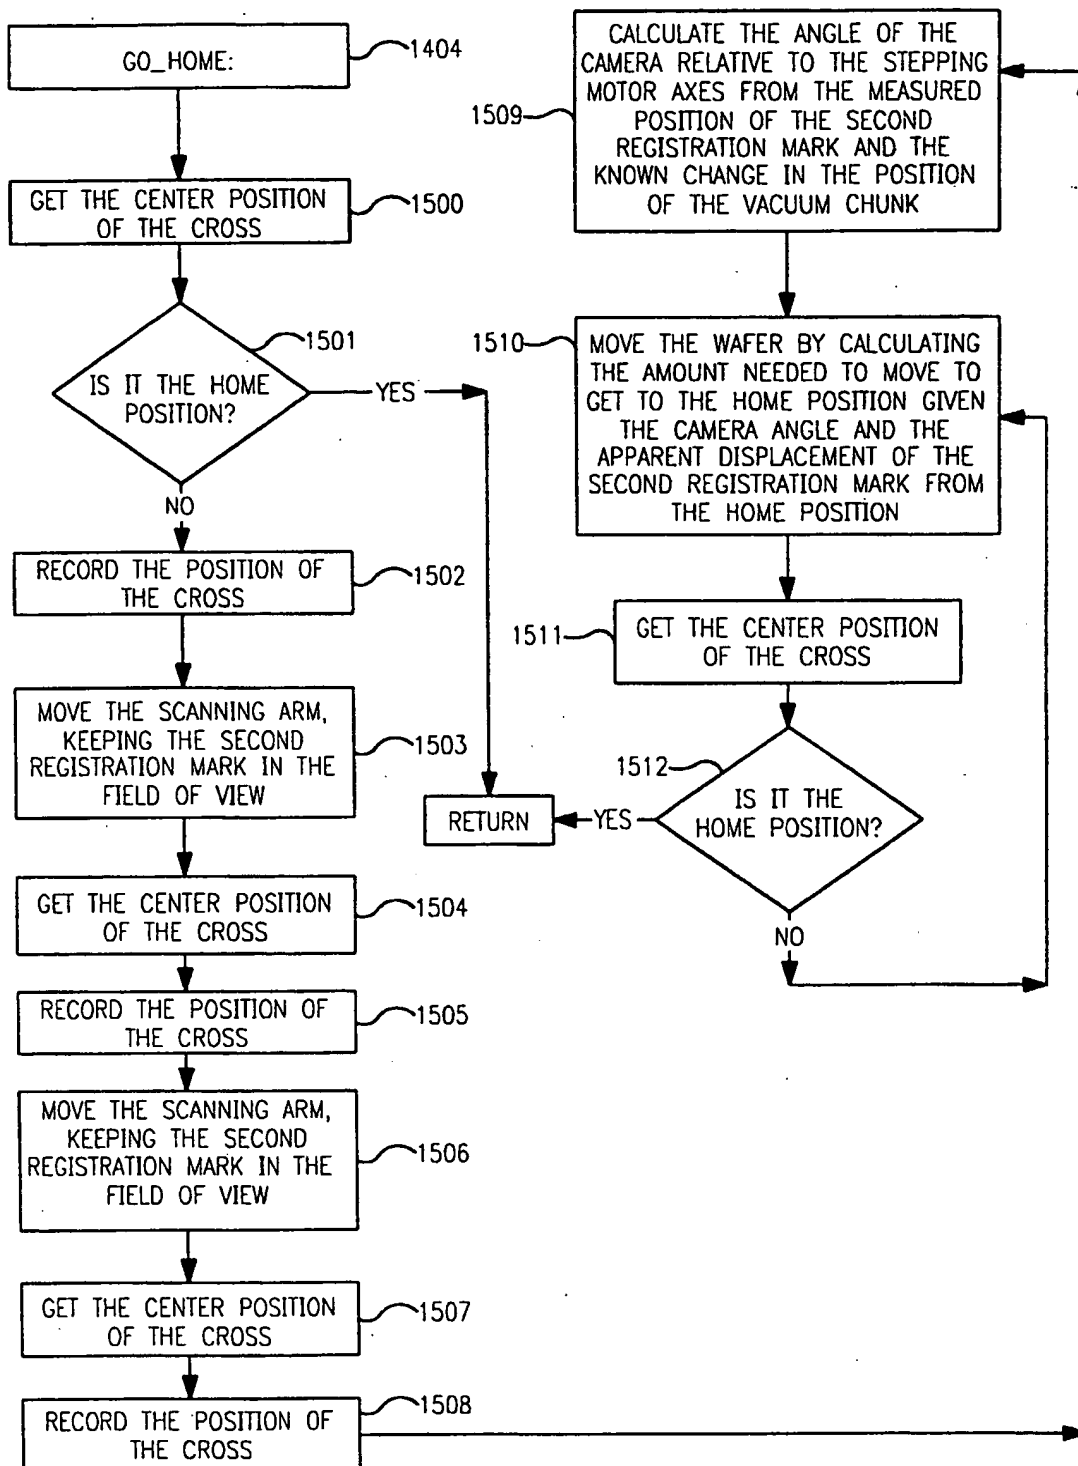 GO_HOME:
1404
GET THE CENTER POSITION
OF THE CROSS
1500
1501
IS IT THE HOME
POSITION?
YES
NO
RECORD THE POSITION OF
THE CROSS
1502
MOVE THE SCANNING ARM,
KEEPING THE SECOND
REGISTRATION MARK IN THE
FIELD OF VIEW
1503
GET THE CENTER POSITION
OF THE CROSS
1504
RECORD THE POSITION OF
THE CROSS
1505
MOVE THE SCANNING ARM,
KEEPING THE SECOND
REGISTRATION MARK IN THE
FIELD OF VIEW
1506
GET THE CENTER POSITION
OF THE CROSS
1507
RECORD THE POSITION OF
THE CROSS
1508
CALCULATE THE ANGLE OF THE
CAMERA RELATIVE TO THE STEPPING
MOTOR AXES FROM THE MEASURED
POSITION OF THE SECOND
REGISTRATION MARK AND THE
KNOWN CHANGE IN THE POSITION
OF THE VACUUM CHUNK
1509
1510
MOVE THE WAFER BY CALCULATING
THE AMOUNT NEEDED TO MOVE TO
GET TO THE HOME POSITION GIVEN
THE CAMERA ANGLE AND THE
APPARENT DISPLACEMENT OF THE
SECOND REGISTRATION MARK FROM
THE HOME POSITION
1511
GET THE CENTER POSITION
OF THE CROSS
1512
IS IT THE
HOME POSITION?
YES
RETURN
NO